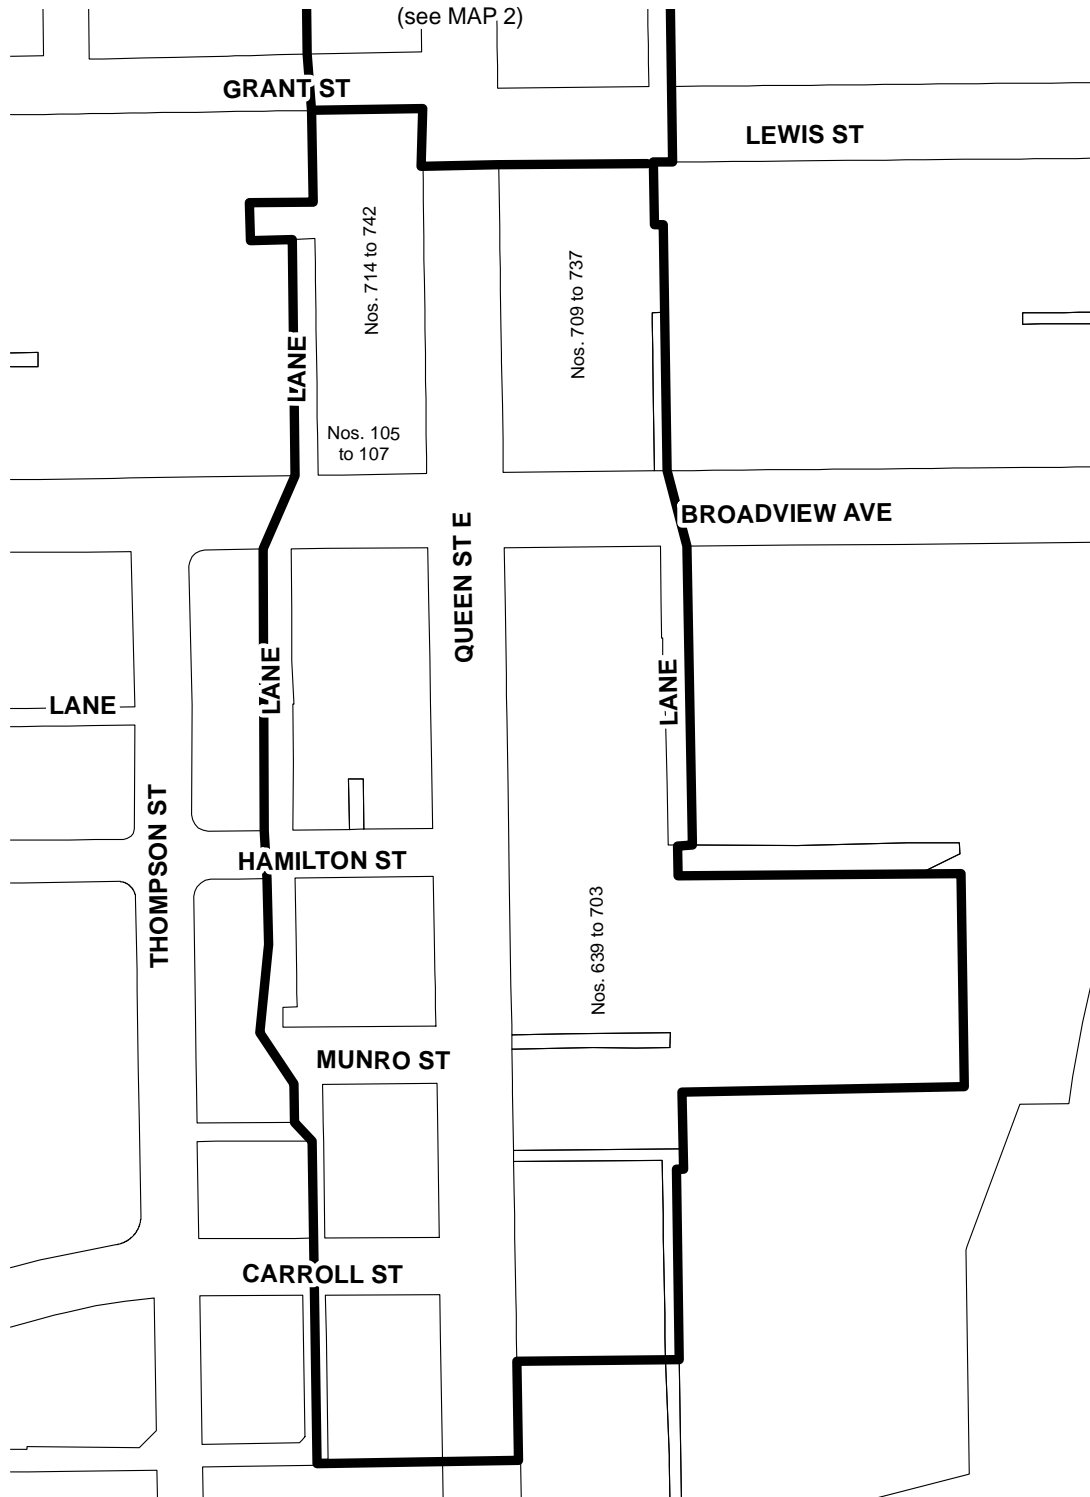 (see MAP 2)
GRANT ST
LEWIS ST
Nos. 714 to 742
Nos. 709 to 737
LANE
Nos. 105
to 107
BROADVIEW AVE
QUEEN ST E
LANE
LANE
LANE
THOMPSON ST
HAMILTON ST
Nos. 639 to 703
MUNRO ST
CARROLL ST